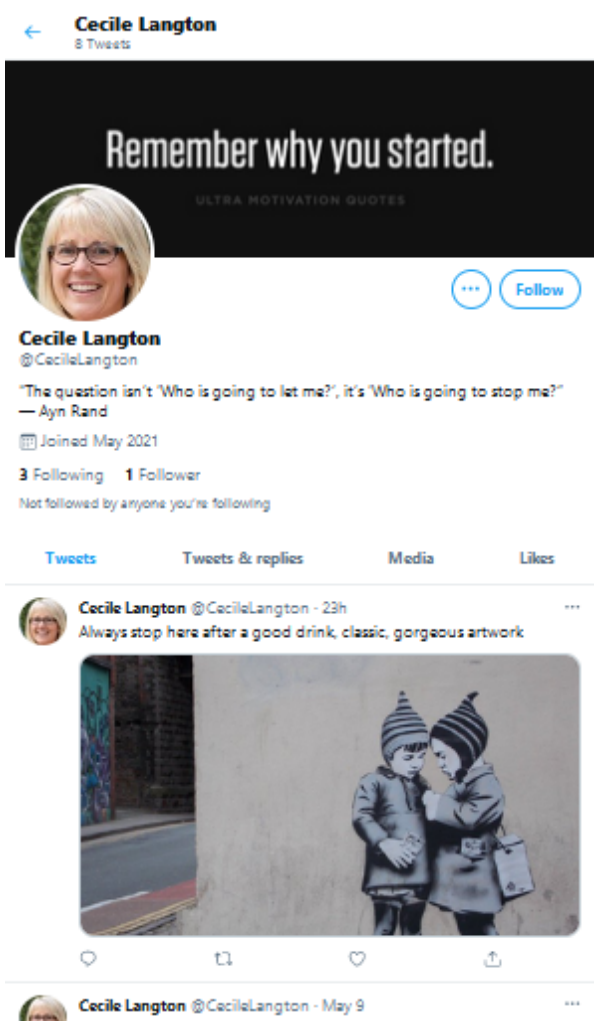 Cecile Langton
8 Tweets
Remember why you started.
ULTRA MOTIVATION QUOTES
Follow
Cecile Langton
@CecileLangton
"The question isn't 'Who is going to let me?', it's 'Who is going to stop me?"
— Ayn Rand
Joined May 2021
3 Following 1 Follower
Not followed by anyone you're following
Tweets Tweets & replies Media Likes
Cecile Langton @CecileLangton · 23h
Always stop here after a good drink, classic, gorgeous artwork
Cecile Langton @CecileLangton · May 9